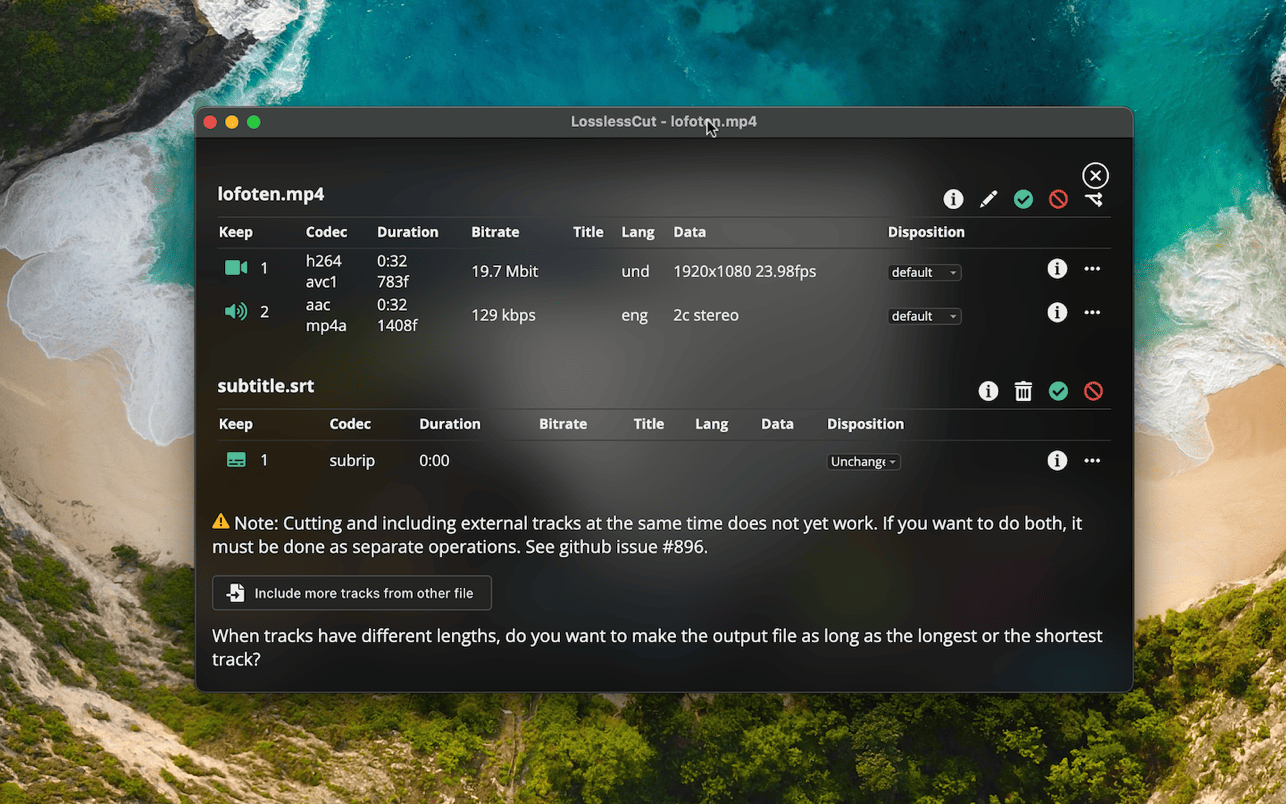 LosslessCut - lofoten.mp4
lofoten.mp4
Keep Codec Duration Bitrate Title Lang Data Disposition
1 h264 avc1 0:32 783f 19.7 Mbit und 1920x1080 23.98fps default
2 aac mp4a 0:32 1408f 129 kbps eng 2c stereo default
subtitle.srt
Keep Codec Duration Bitrate Title Lang Data Disposition
1 subrip 0:00 Unchange
Note: Cutting and including external tracks at the same time does not yet work. If you want to do both, it
must be done as separate operations. See github issue #896.
Include more tracks from other file
When tracks have different lengths, do you want to make the output file as long as the longest or the shortest
track?